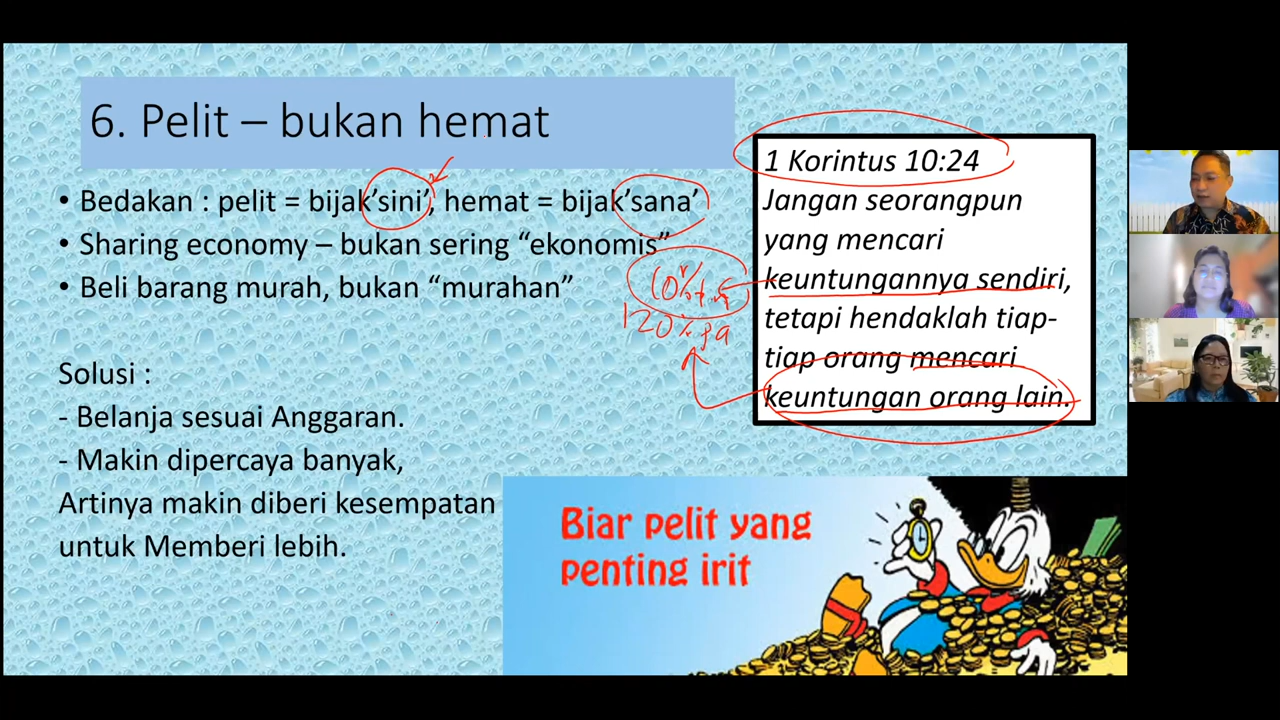 6. Pelit – bukan hemat
• Bedakan : pelit = bijak’sini’, hemat = bijak’sana’
• Sharing economy – bukan sering “ekonomis”
• Beli barang murah, bukan “murahan”
Solusi :
- Belanja sesuai Anggaran.
- Makin dipercaya banyak,
Artinya makin diberi kesempatan
untuk Memberi lebih.
1 Korintus 10:24
Jangan seorangpun
yang mencari
keuntungannya sendiri,
tetapi hendaklah tiap-
tiap orang mencari
keuntungan orang lain.
10%
120%
Biar pelit yang
penting irit